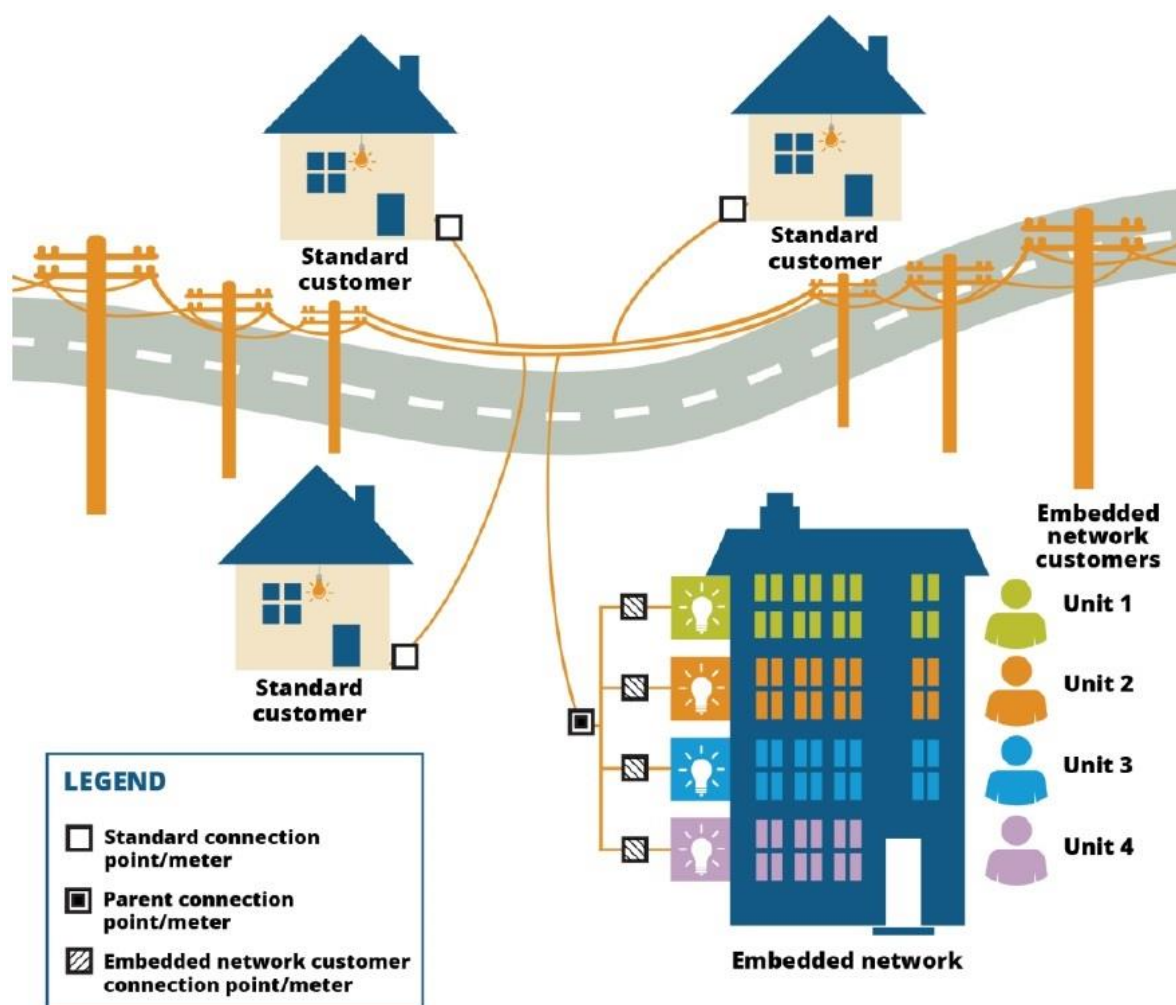 Standard
customer
Standard
customer
Standard
customer
Embedded
network
customers
Unit 1
Unit 2
Unit 3
Unit 4
Embedded network
LEGEND
Standard connection
point/meter
Parent connection
point/meter
Embedded network customer
connection point/meter